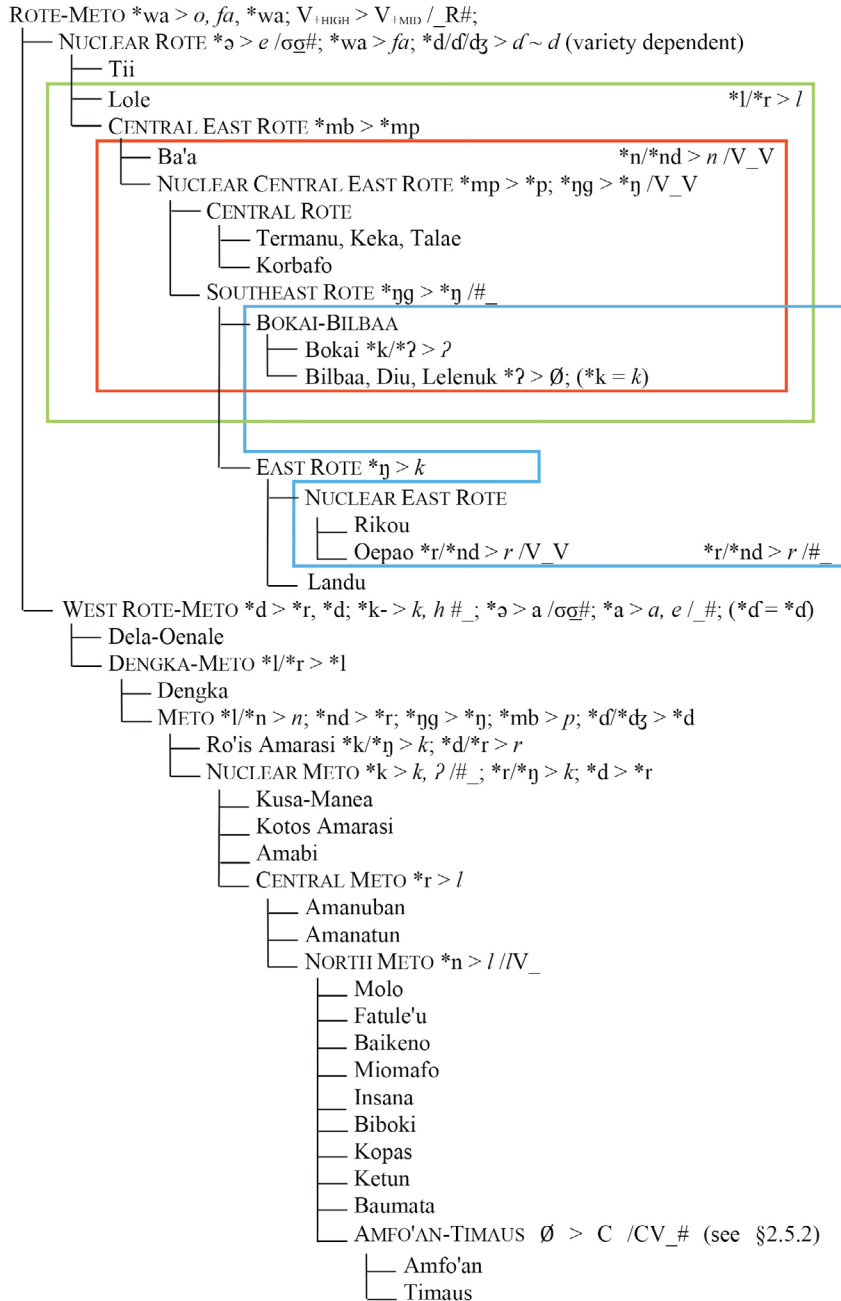 ROTE-METO *wa > o, fa, *wa; V+HIGH > V+MID /_R#;
NUCLEAR ROTE *ə > e /σσ̲#; *wa > fa; *d/ɗ/ʤ > ɗ ~ d (variety dependent)
Tii
Lole *l/*r > l
CENTRAL EAST ROTE *mb > *mp
Ba'a *n/*nd > n /V_V
NUCLEAR CENTRAL EAST ROTE *mp > *p; *ŋɡ > *ŋ /V_V
CENTRAL ROTE
Termanu, Keka, Talae
Korbafo
SOUTHEAST ROTE *ŋɡ > *ŋ /#_
BOKAI-BILBAA
Bokai *k/*ʔ > ʔ
Bilbaa, Diu, Lelenuk *ʔ > Ø; (*k = k)
EAST ROTE *ŋ > k
NUCLEAR EAST ROTE
Rikou
Oepao *r/*nd > r /V_V *r/*nd > r /#_
Landu
WEST ROTE-METO *d > *r, *d; *k- > k, h #_; *ə > a /σσ̲#; *a > a, e /_#; (*ɗ = *ɗ)
Dela-Oenale
DENGKA-METO *l/*r > *l
Dengka
METO *l/*n > n; *nd > *r; *ŋɡ > *ŋ; *mb > p; *ɗ/*ʤ > *d
Ro'is Amarasi *k/*ŋ > k; *d/*r > r
NUCLEAR METO *k > k, ʔ /#_; *r/*ŋ > k; *d > *r
Kusa-Manea
Kotos Amarasi
Amabi
CENTRAL METO *r > l
Amanuban
Amanatun
NORTH METO *n > l /lV_
Molo
Fatule'u
Baikeno
Miomafo
Insana
Biboki
Kopas
Ketun
Baumata
AMFO'AN-TIMAUS Ø > C /CV_# (see §2.5.2)
Amfo'an
Timaus